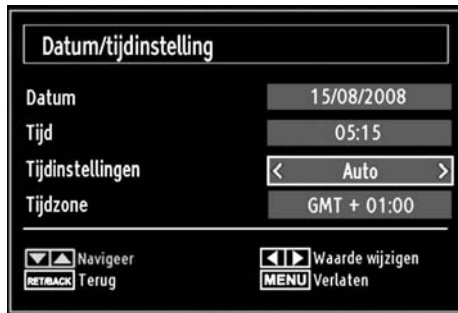 Datum/tijdinstelling
Datum 15/08/2008
Tijd 05:15
Tijdinstellingen < Auto >
Tijdzone GMT + 01:00
Navigeer Waarde wijzigen
RET/BACK Terug MENU Verlaten